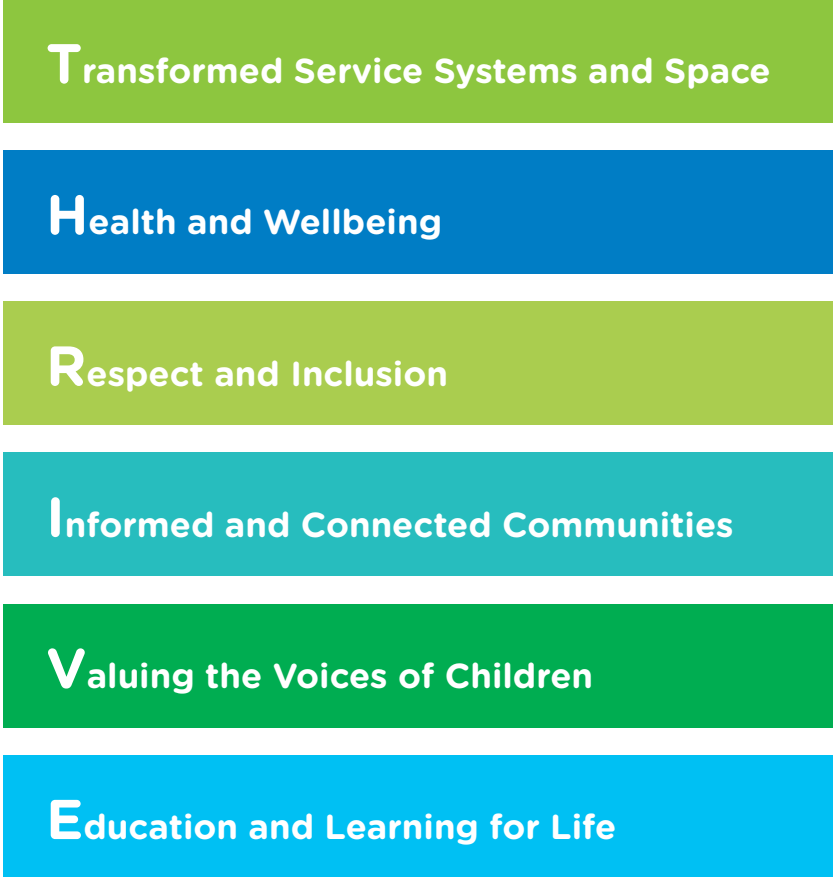 Transformed Service Systems and Space
Health and Wellbeing
Respect and Inclusion
Informed and Connected Communities
Valuing the Voices of Children
Education and Learning for Life